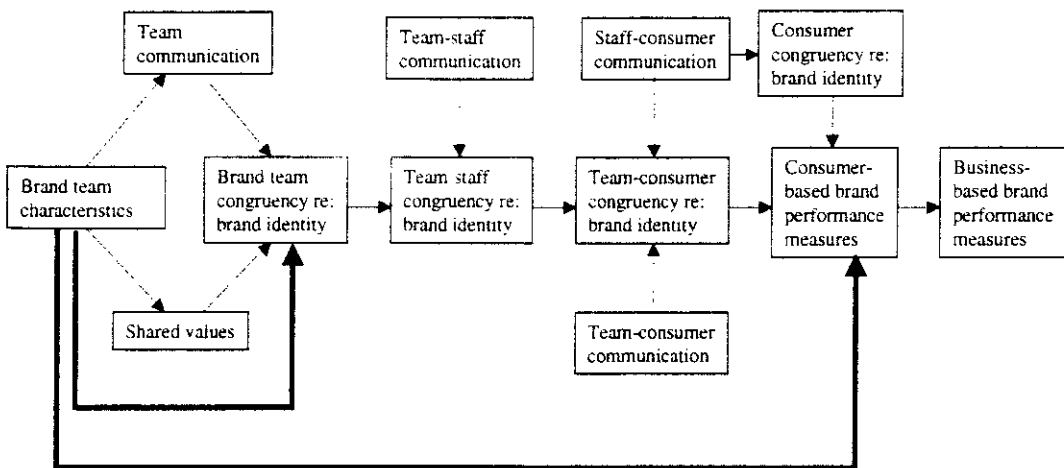 Team
communication
Team-staff
communication
Staff-consumer
communication
Consumer
congruency re:
brand identity
Brand team
characteristics
Brand team
congruency re:
brand identity
Team staff
congruency re:
brand identity
Team-consumer
congruency re:
brand identity
Consumer-
based brand
performance
measures
Business-
based brand
performance
measures
Shared values
Team-consumer
communication